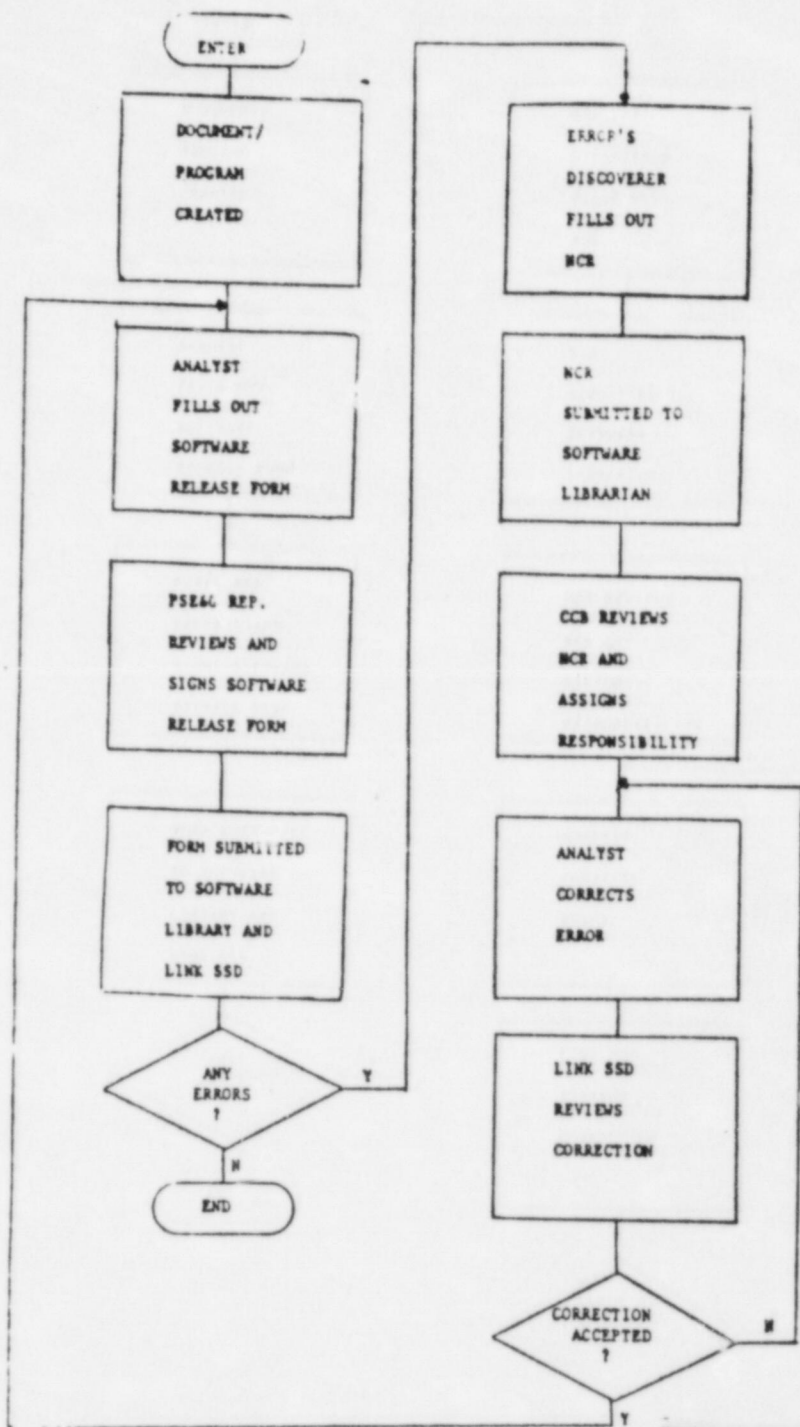 ENTER
DOCUMENT/
PROGRAM
CREATED
ANALYST
FILLS OUT
SOFTWARE
RELEASE FORM
PSE&G REP.
REVIEWS AND
SIGNS SOFTWARE
RELEASE FORM
FORM SUBMITTED
TO SOFTWARE
LIBRARY AND
LINK SSD
ANY
ERRORS
?
Y
N
END
ERROR'S
DISCOVERER
FILLS OUT
NCR
NCR
SUBMITTED TO
SOFTWARE
LIBRARIAN
CCB REVIEWS
NCR AND
ASSIGNS
RESPONSIBILITY
ANALYST
CORRECTS
ERROR
LINK SSD
REVIEWS
CORRECTION
CORRECTION
ACCEPTED
?
N
Y